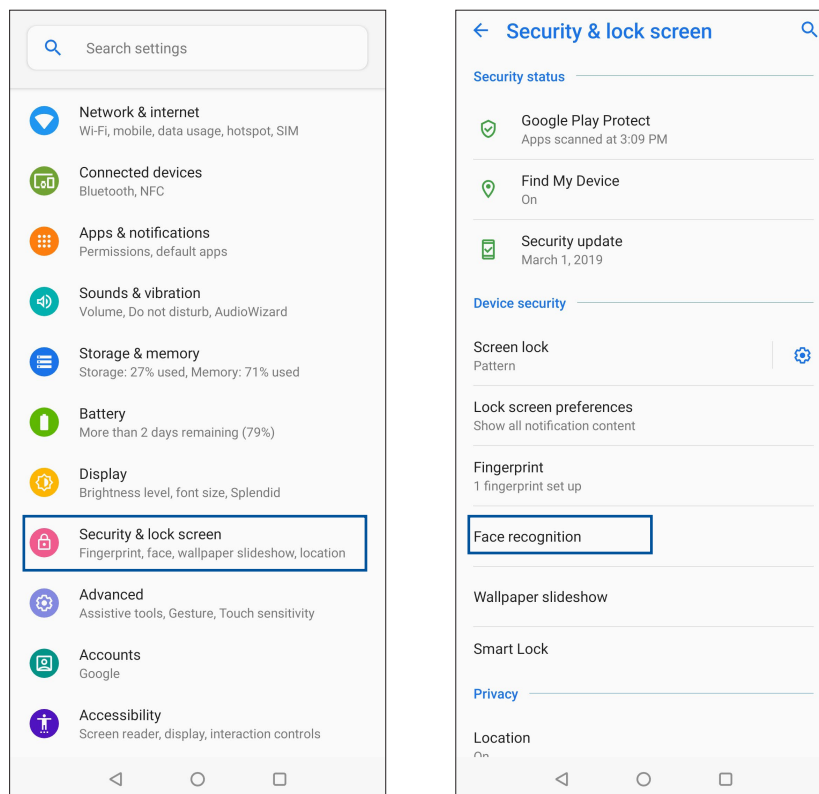 Search settings
Network & internet
Wi-Fi, mobile, data usage, hotspot, SIM
Connected devices
Bluetooth, NFC
Apps & notifications
Permissions, default apps
Sounds & vibration
Volume, Do not disturb, AudioWizard
Storage & memory
Storage: 27% used, Memory: 71% used
Battery
More than 2 days remaining (79%)
Display
Brightness level, font size, Splendid
Security & lock screen
Fingerprint, face, wallpaper slideshow, location
Advanced
Assistive tools, Gesture, Touch sensitivity
Accounts
Google
Accessibility
Screen reader, display, interaction controls
Security & lock screen
Security status
Google Play Protect
Apps scanned at 3:09 PM
Find My Device
On
Security update
March 1, 2019
Device security
Screen lock
Pattern
Lock screen preferences
Show all notification content
Fingerprint
1 fingerprint set up
Face recognition
Wallpaper slideshow
Smart Lock
Privacy
Location
On